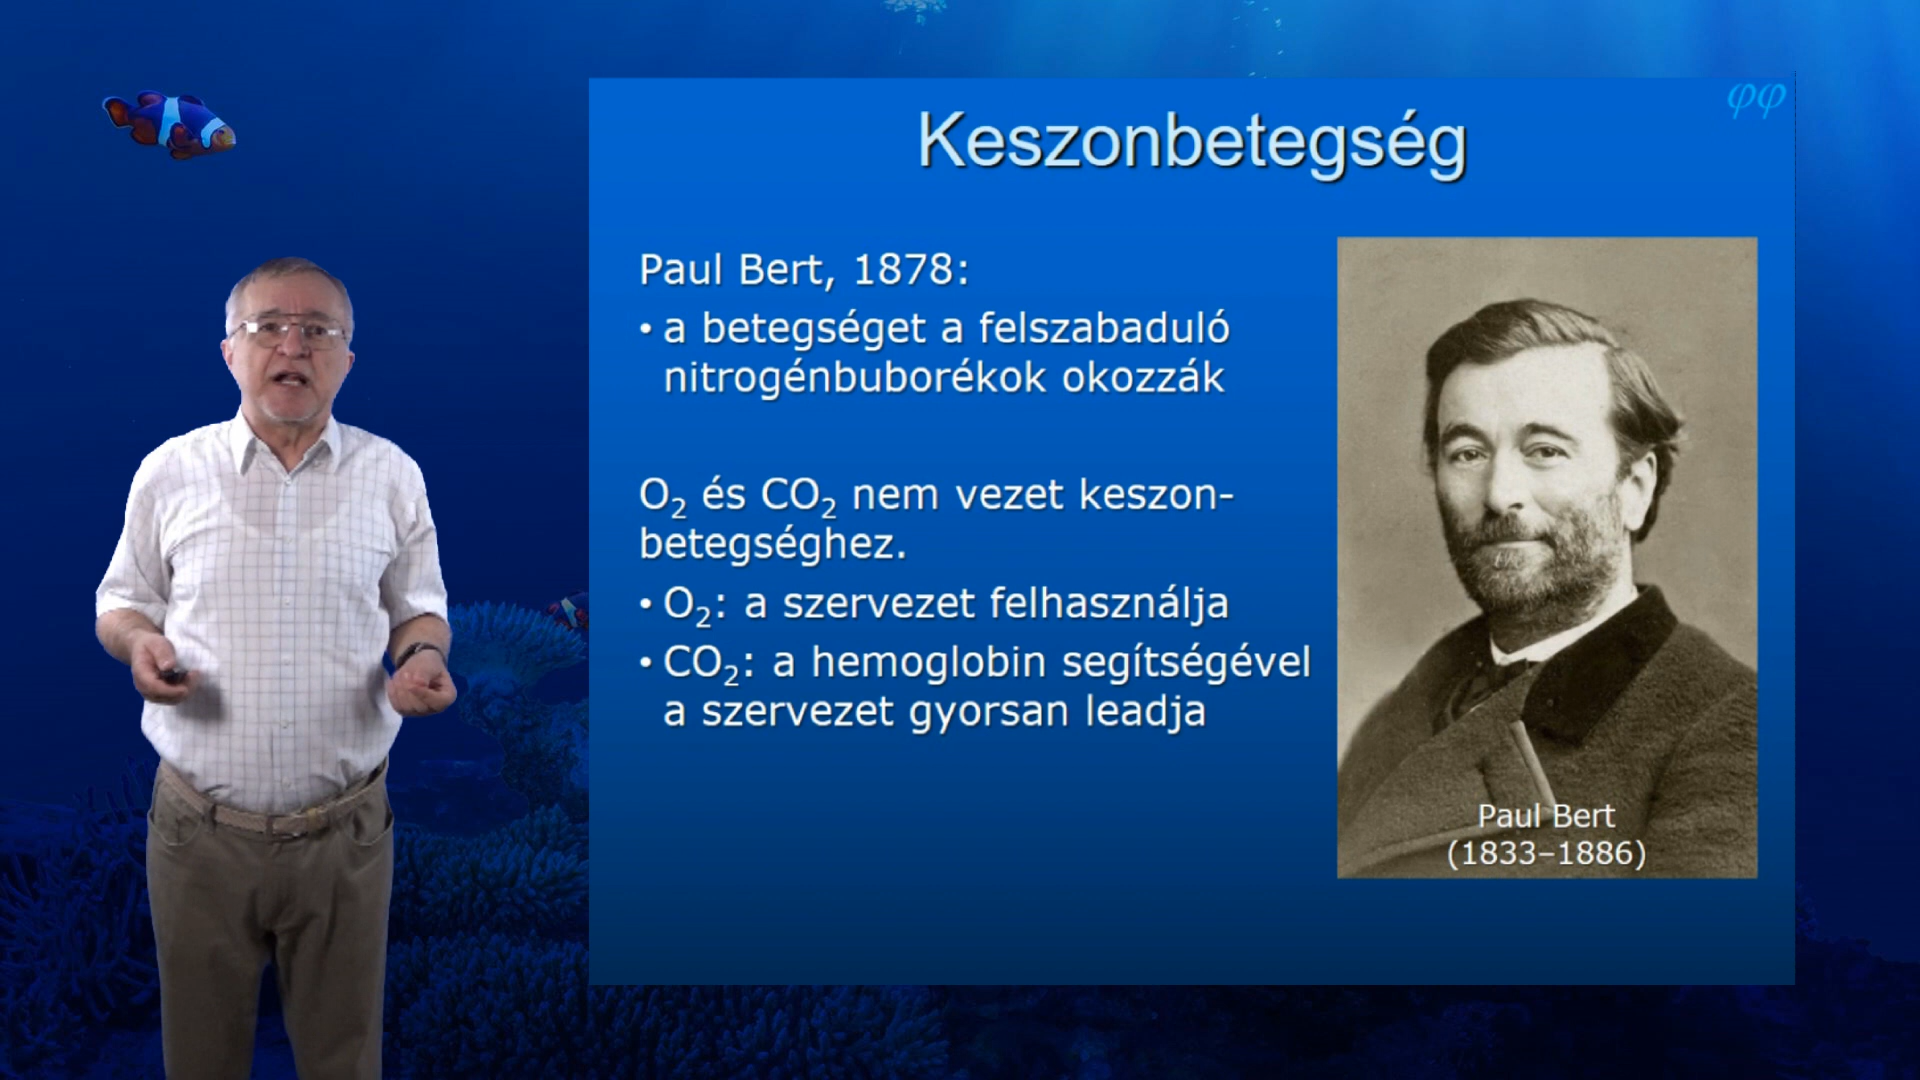 φφ
Keszonbetegség
Paul Bert, 1878:
• a betegséget a felszabaduló
nitrogénbuborékok okozzák
O₂ és CO₂ nem vezet keszon-
betegséghez.
• O₂: a szervezet felhasználja
• CO₂: a hemoglobin segítségével
a szervezet gyorsan leadja
Paul Bert
(1833–1886)